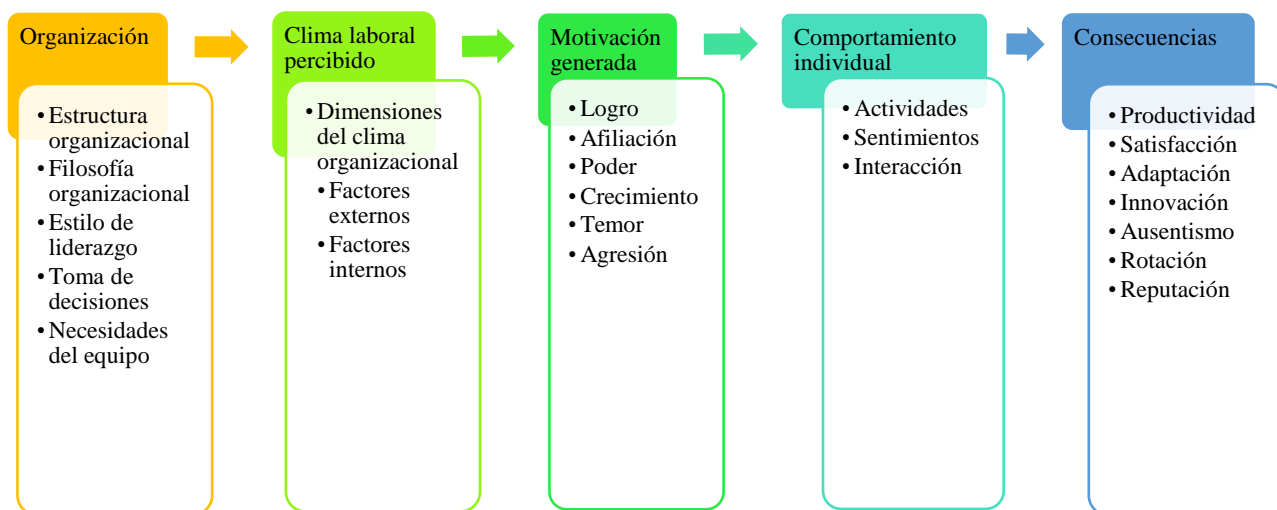 Organización
• Estructura
organizacional
• Filosofía
organizacional
• Estilo de
liderazgo
• Toma de
decisiones
• Necesidades
del equipo
Clima laboral
percibido
• Dimensiones
del clima
organizacional
• Factores
externos
• Factores
internos
Motivación
generada
• Logro
• Afiliación
• Poder
• Crecimiento
• Temor
• Agresión
Comportamiento
individual
• Actividades
• Sentimientos
• Interacción
Consecuencias
• Productividad
• Satisfacción
• Adaptación
• Innovación
• Ausentismo
• Rotación
• Reputación